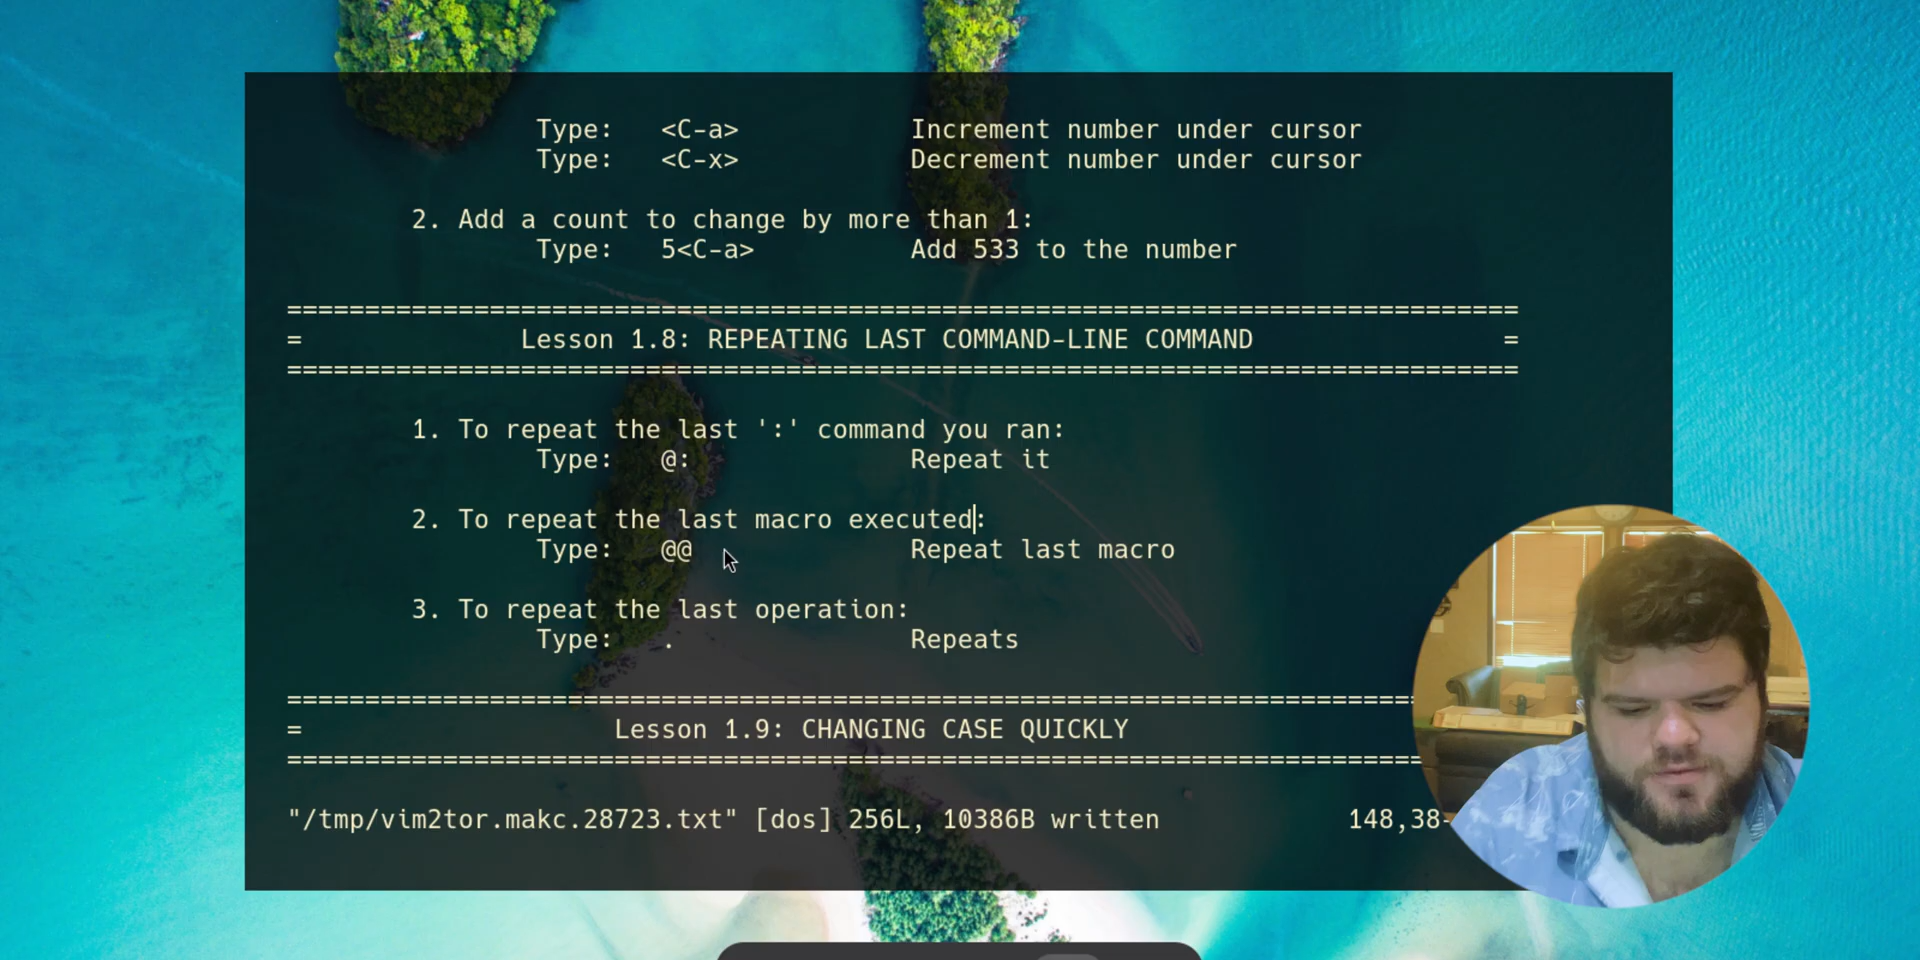 Type: <C-a> Increment number under cursor
Type: <C-x> Decrement number under cursor
2. Add a count to change by more than 1:
Type: 5<C-a> Add 533 to the number
===============================================================================
= Lesson 1.8: REPEATING LAST COMMAND-LINE COMMAND =
===============================================================================
1. To repeat the last ':' command you ran:
Type: @: Repeat it
2. To repeat the last macro executed:
Type: @@ Repeat last macro
3. To repeat the last operation:
Type: . Repeats
========================================================================
= Lesson 1.9: CHANGING CASE QUICKLY
========================================================================
"/tmp/vim2tor.makc.28723.txt" [dos] 256L, 10386B written 148,38-